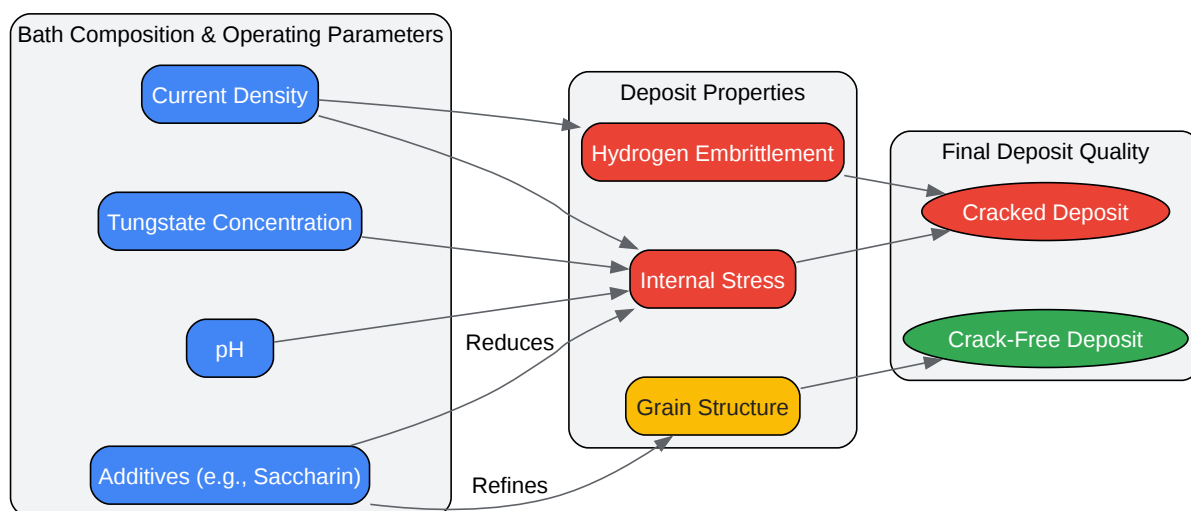 Bath Composition & Operating Parameters
Current Density
Tungstate Concentration
pH
Additives (e.g., Saccharin)
Reduces
Refines
Deposit Properties
Hydrogen Embrittlement
Internal Stress
Grain Structure
Final Deposit Quality
Cracked Deposit
Crack-Free Deposit